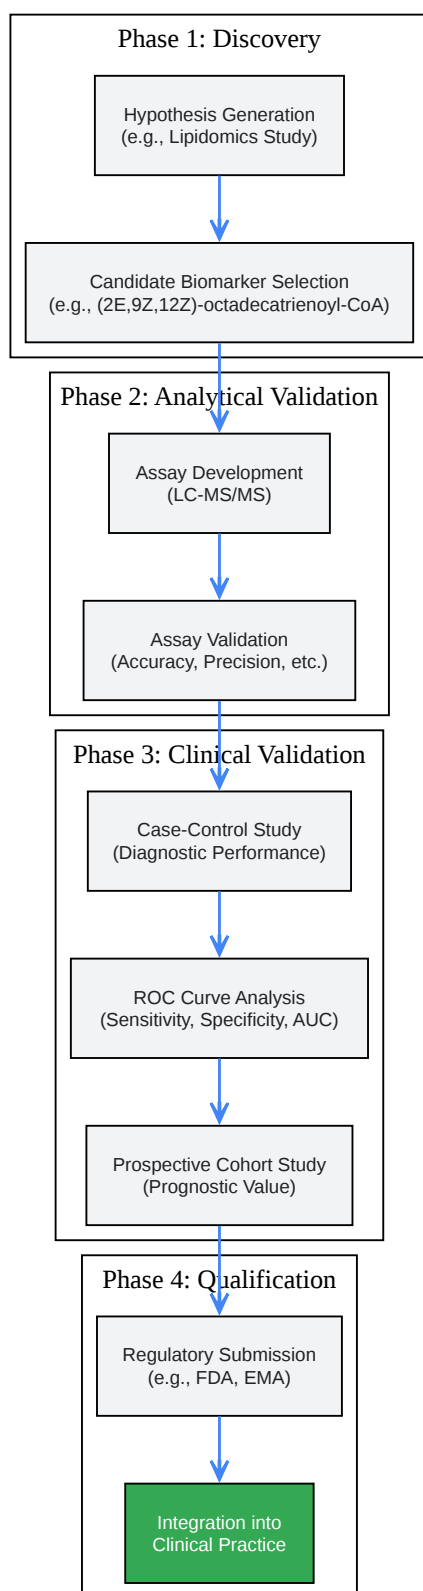 Phase 1: Discovery
Hypothesis Generation
(e.g., Lipidomics Study)
Candidate Biomarker Selection
(e.g., (2E,9Z,12Z)-octadecatrienoyl-CoA)
Phase 2: Analytical Validation
Assay Development
(LC-MS/MS)
Assay Validation
(Accuracy, Precision, etc.)
Phase 3: Clinical Validation
Case-Control Study
(Diagnostic Performance)
ROC Curve Analysis
(Sensitivity, Specificity, AUC)
Prospective Cohort Study
(Prognostic Value)
Phase 4: Qualification
Regulatory Submission
(e.g., FDA, EMA)
Integration into
Clinical Practice